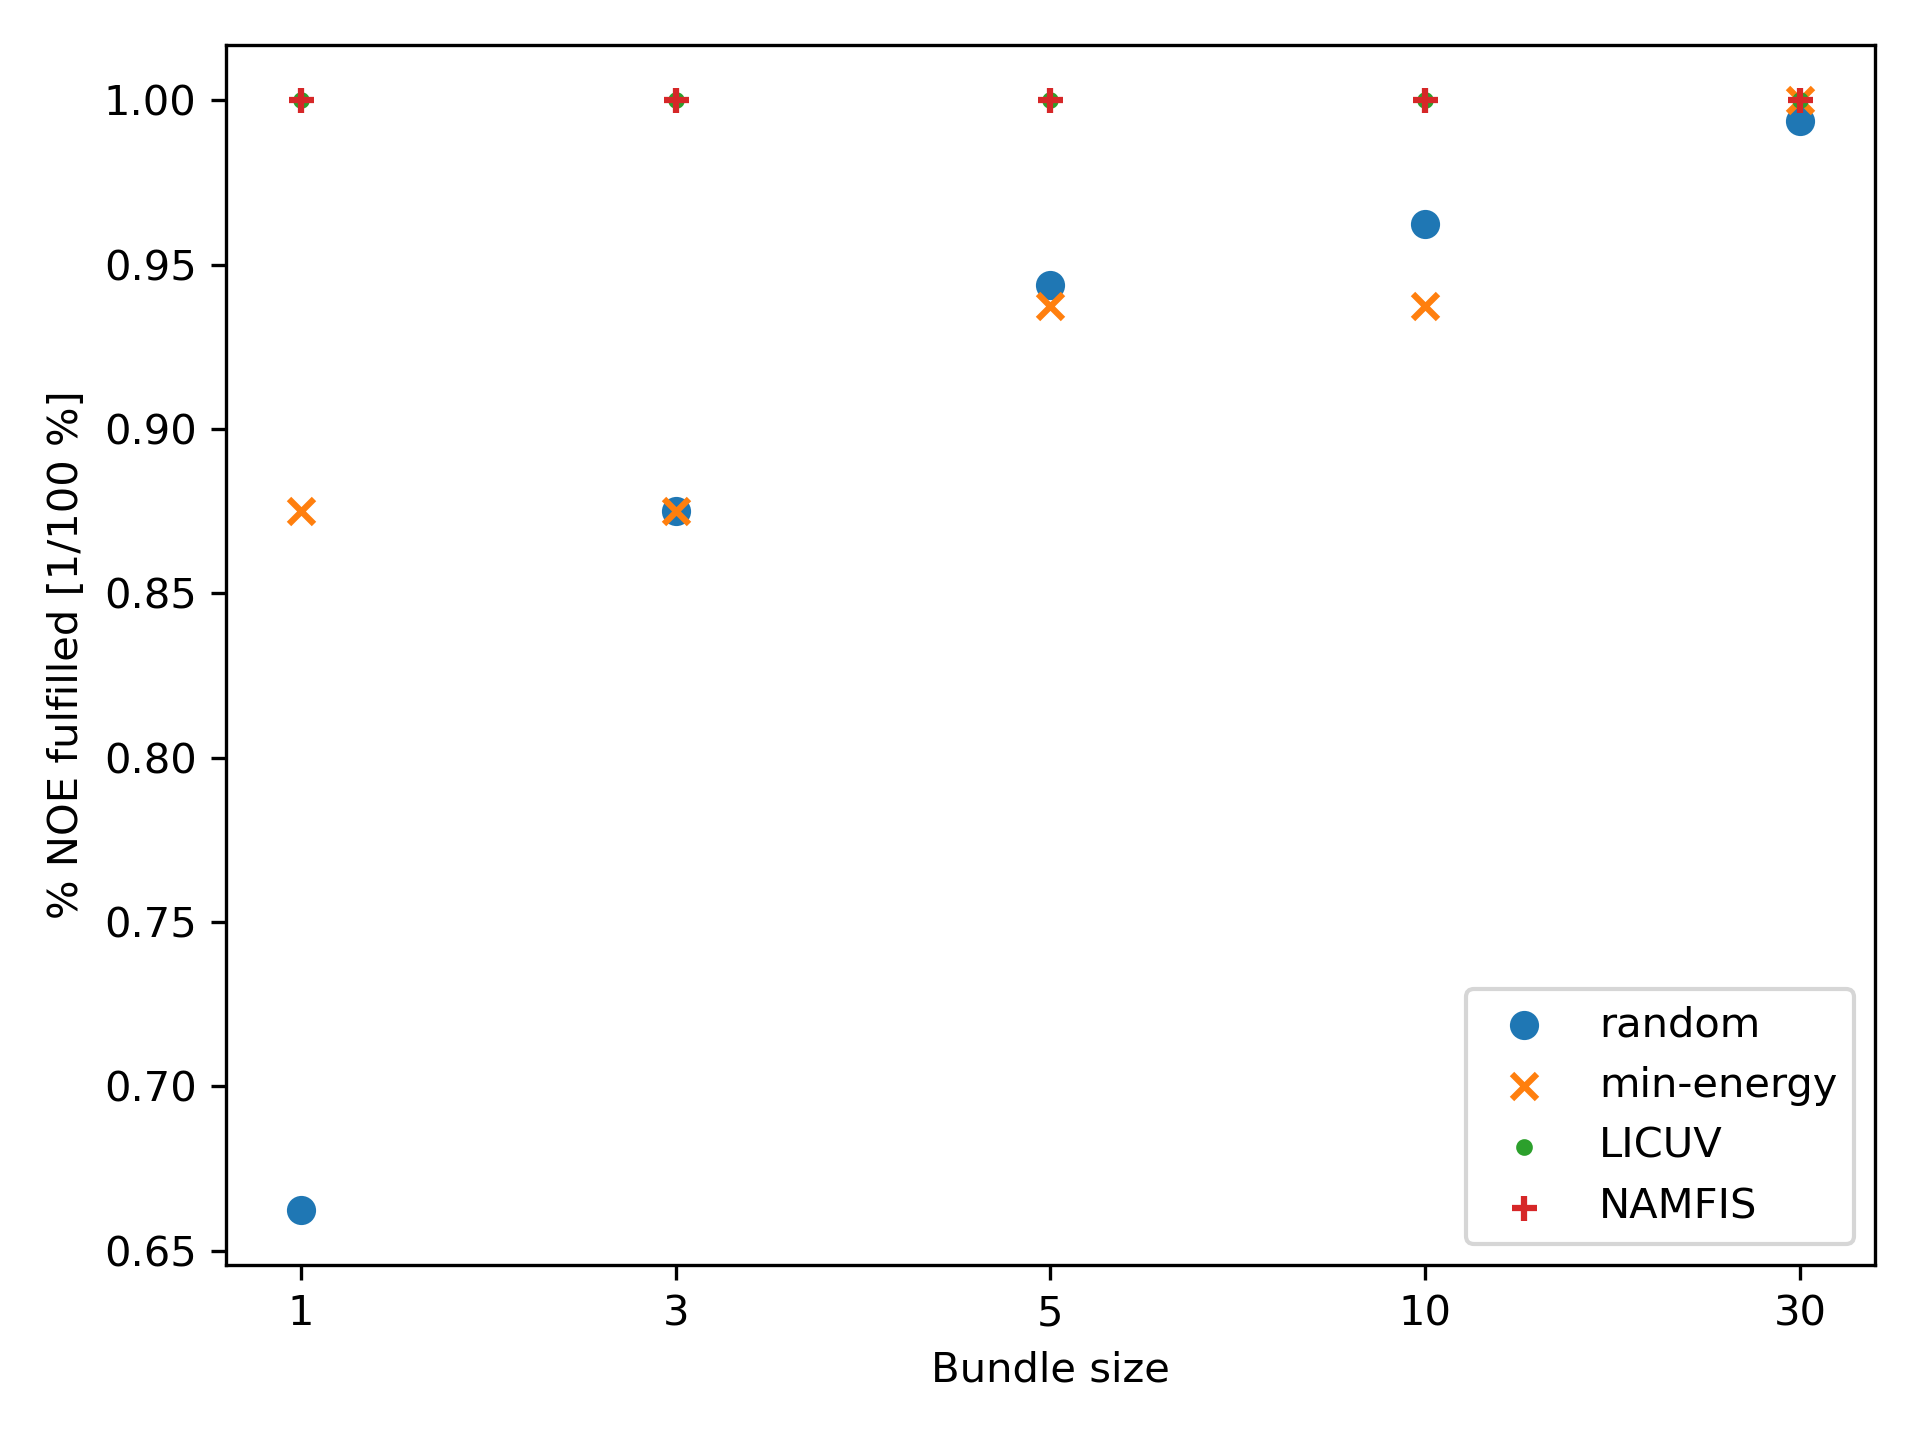 1.00
0.95
0.90
0.85
0.80
0.75
0.70
0.65
% NOE fulfilled [1/100 %]
1 3 5 10 30
Bundle size
random
min-energy
LICUV
NAMFIS